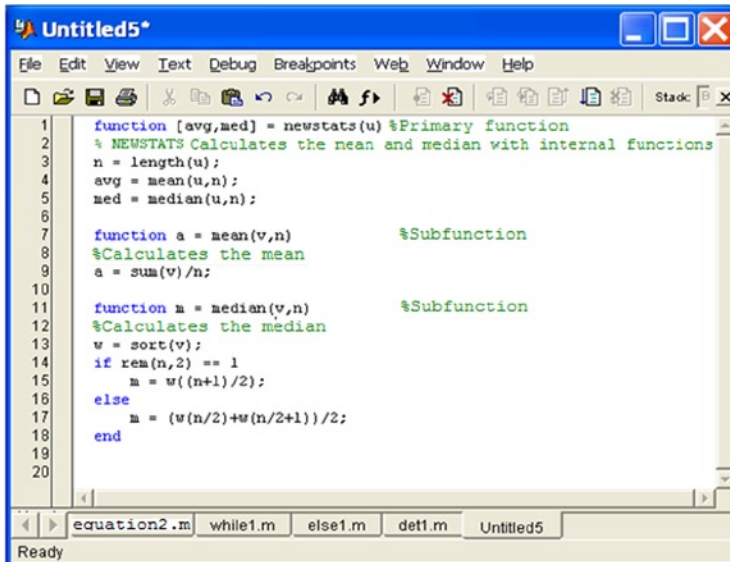 Untitled5*
File Edit View Text Debug Breakpoints Web Window Help
Stack: B
1 function [avg,med] = newstats(u) %Primary function
2 % NEWSTATS Calculates the mean and median with internal functions
3 n = length(u);
4 avg = mean(u,n);
5 med = median(u,n);
6
7 function a = mean(v,n) %Subfunction
8 %Calculates the mean
9 a = sum(v)/n;
10
11 function m = median(v,n) %Subfunction
12 %Calculates the median
13 w = sort(v);
14 if rem(n,2) == 1
15 m = w((n+1)/2);
16 else
17 m = (w(n/2)+w(n/2+1))/2;
18 end
19
20
equation2.m while1.m else1.m det1.m Untitled5
Ready